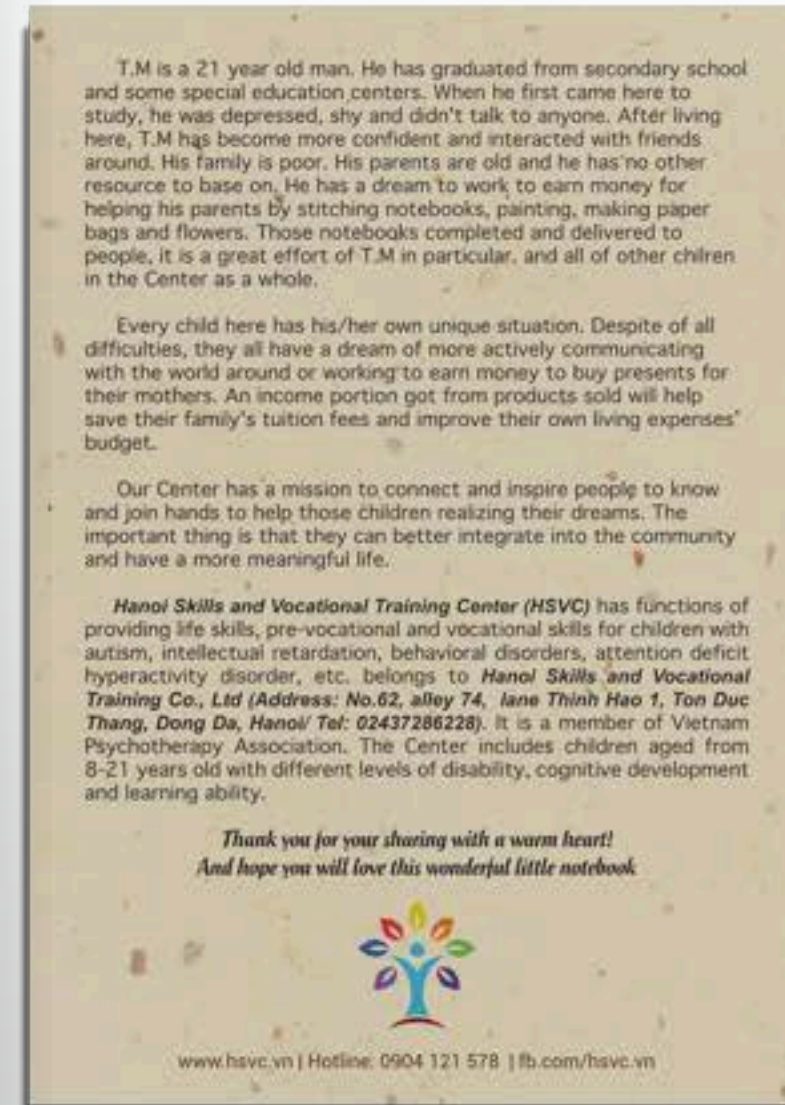 T.M is a 21 year old man. He has graduated from secondary school
and some special education centers. When he first came here to
study, he was depressed, shy and didn't talk to anyone. After living
here, T.M has become more confident and interacted with friends
around. His family is poor. His parents are old and he has no other
resource to base on. He has a dream to work to earn money for
helping his parents by stitching notebooks, painting, making paper
bags and flowers. Those notebooks completed and delivered to
people, it is a great effort of T.M in particular, and all of other chilren
in the Center as a whole.
Every child here has his/her own unique situation. Despite of all
difficulties, they all have a dream of more actively communicating
with the world around or working to earn money to buy presents for
their mothers. An income portion got from products sold will help
save their family's tuition fees and improve their own living expenses'
budget.
Our Center has a mission to connect and inspire people to know
and join hands to help those children realizing their dreams. The
important thing is that they can better integrate into the community
and have a more meaningful life.
Hanoi Skills and Vocational Training Center (HSVC) has functions of
providing life skills, pre-vocational and vocational skills for children with
autism, intellectual retardation, behavioral disorders, attention deficit
hyperactivity disorder, etc. belongs to Hanoi Skills and Vocational
Training Co., Ltd (Address: No.62, alley 74, lane Thinh Hao 1, Ton Duc
Thang, Dong Da, Hanoi/ Tel: 02437286228). It is a member of Vietnam
Psychotherapy Association. The Center includes children aged from
8-21 years old with different levels of disability, cognitive development
and learning ability.
Thank you for your sharing with a warm heart!
And hope you will love this wonderful little notebook
www.hsvc.vn | Hotline: 0904 121 578 | fb.com/hsvc.vn